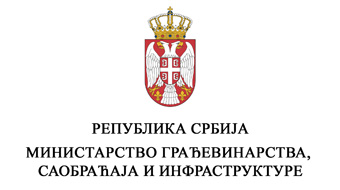 РЕПУБЛИКА СРБИЈА
МИНИСТАРСТВО ГРАЂЕВИНАРСТВА,
САОБРАЋАЈА И ИНФРАСТРУКТУРЕ